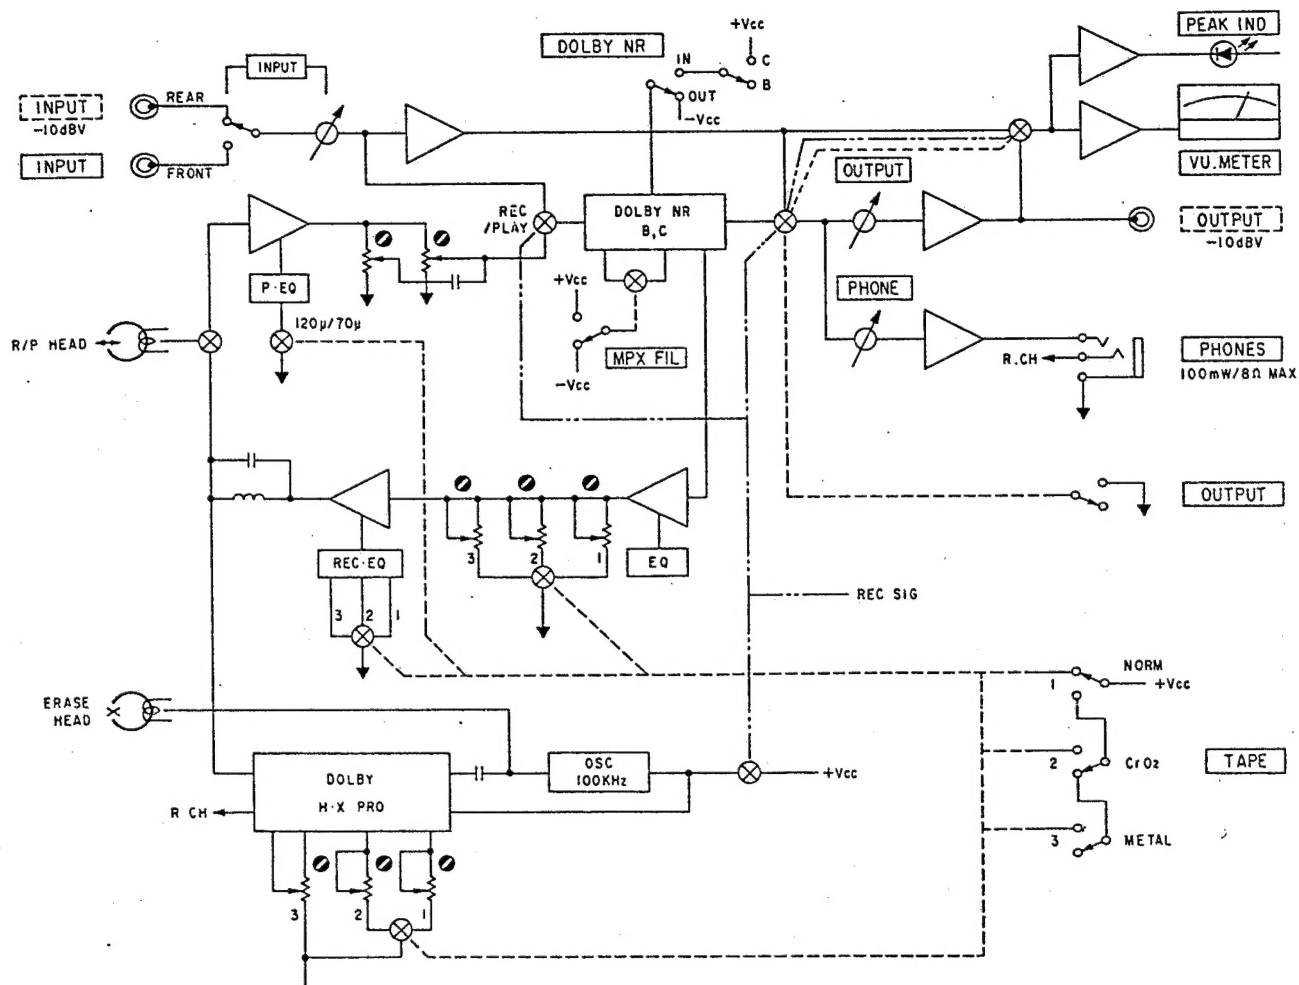 PEAK IND
DOLBY NR
+Vcc
C
B
IN
OUT
-Vcc
INPUT
INPUT
-10dBV
REAR
INPUT
FRONT
VU.METER
OUTPUT
REC
/PLAY
DOLBY NR
B,C
OUTPUT
-10dBV
P·EQ
120μ/70μ
+Vcc
-Vcc
MPX FIL
PHONE
R/P HEAD
R.CH
PHONES
100mW/8Ω MAX
OUTPUT
3
2
1
EQ
REC·EQ
3
2
1
REC SIG
NORM
1
+Vcc
ERASE
HEAD
2
CrO2
TAPE
OSC
100KHz
+Vcc
DOLBY
H·X PRO
R CH
3
METAL
3
2
1